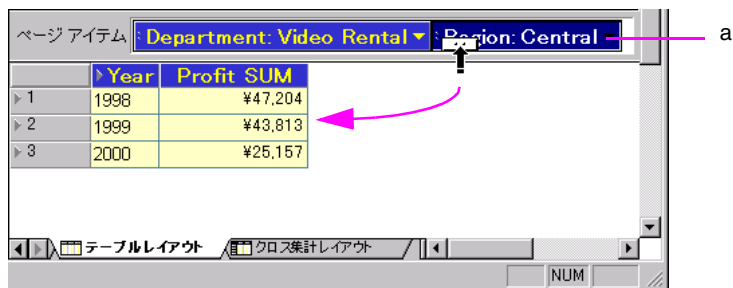 ページ アイテム Department: Video Rental Region: Central a
Year Profit SUM
1 1998 ¥47,204
2 1999 ¥43,813
3 2000 ¥25,157
テーブルレイアウト クロス集計レイアウト
NUM